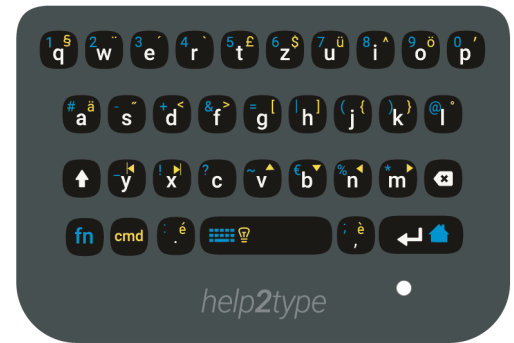 1 q § 2 w ¨ 3 e ´ 4 r ` 5 t £ 6 z $ 7 u ü 8 i ^ 9 o ö 0 p ′
# a ä - s ˝ + d < & f > = g [ | h ] ( j { ) k } @ l °
_ y ! x ? c ~ v € b % n * m
fn cmd : . é ; , è
help2type